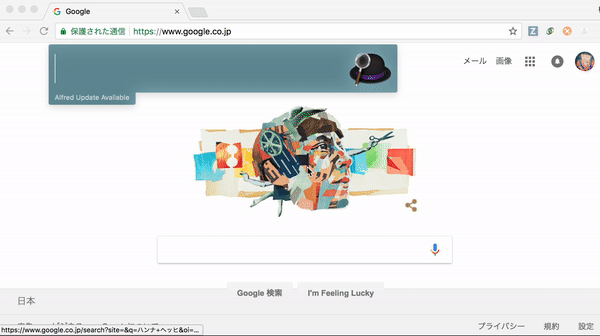 Google
保護された通信
https://www.google.co.jp
メール 画像
Alfred Update Available
Google 検索
I'm Feeling Lucky
日本
https://www.google.co.jp/search?site=&q=ハンナ+ヘッヒ&oi=...
プライバシー 規約 設定